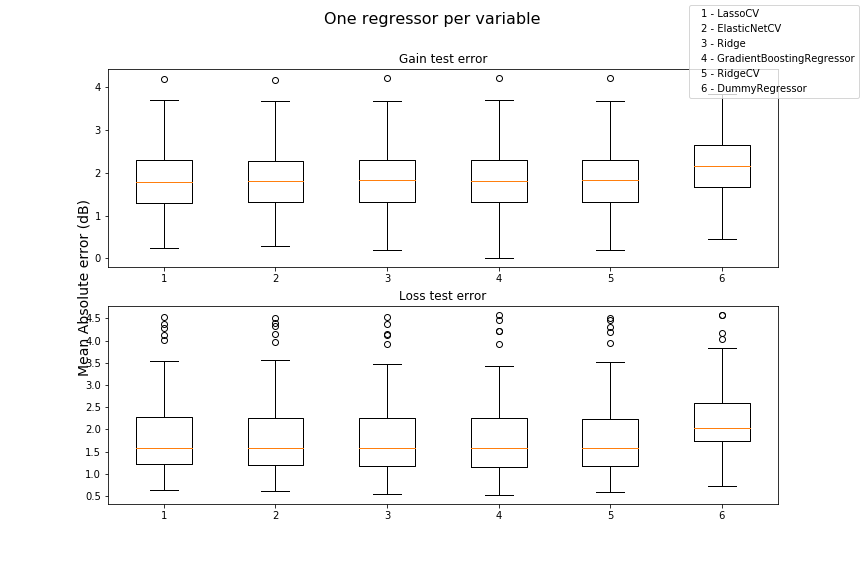 One regressor per variable
1 - LassoCV
2 - ElasticNetCV
3 - Ridge
4 - GradientBoostingRegressor
5 - RidgeCV
6 - DummyRegressor
Gain test error
4
3
2
1
0
1 2 3 4 5 6
Mean Absolute error (dB)
Loss test error
4.5
4.0
3.5
3.0
2.5
2.0
1.5
1.0
0.5
1 2 3 4 5 6